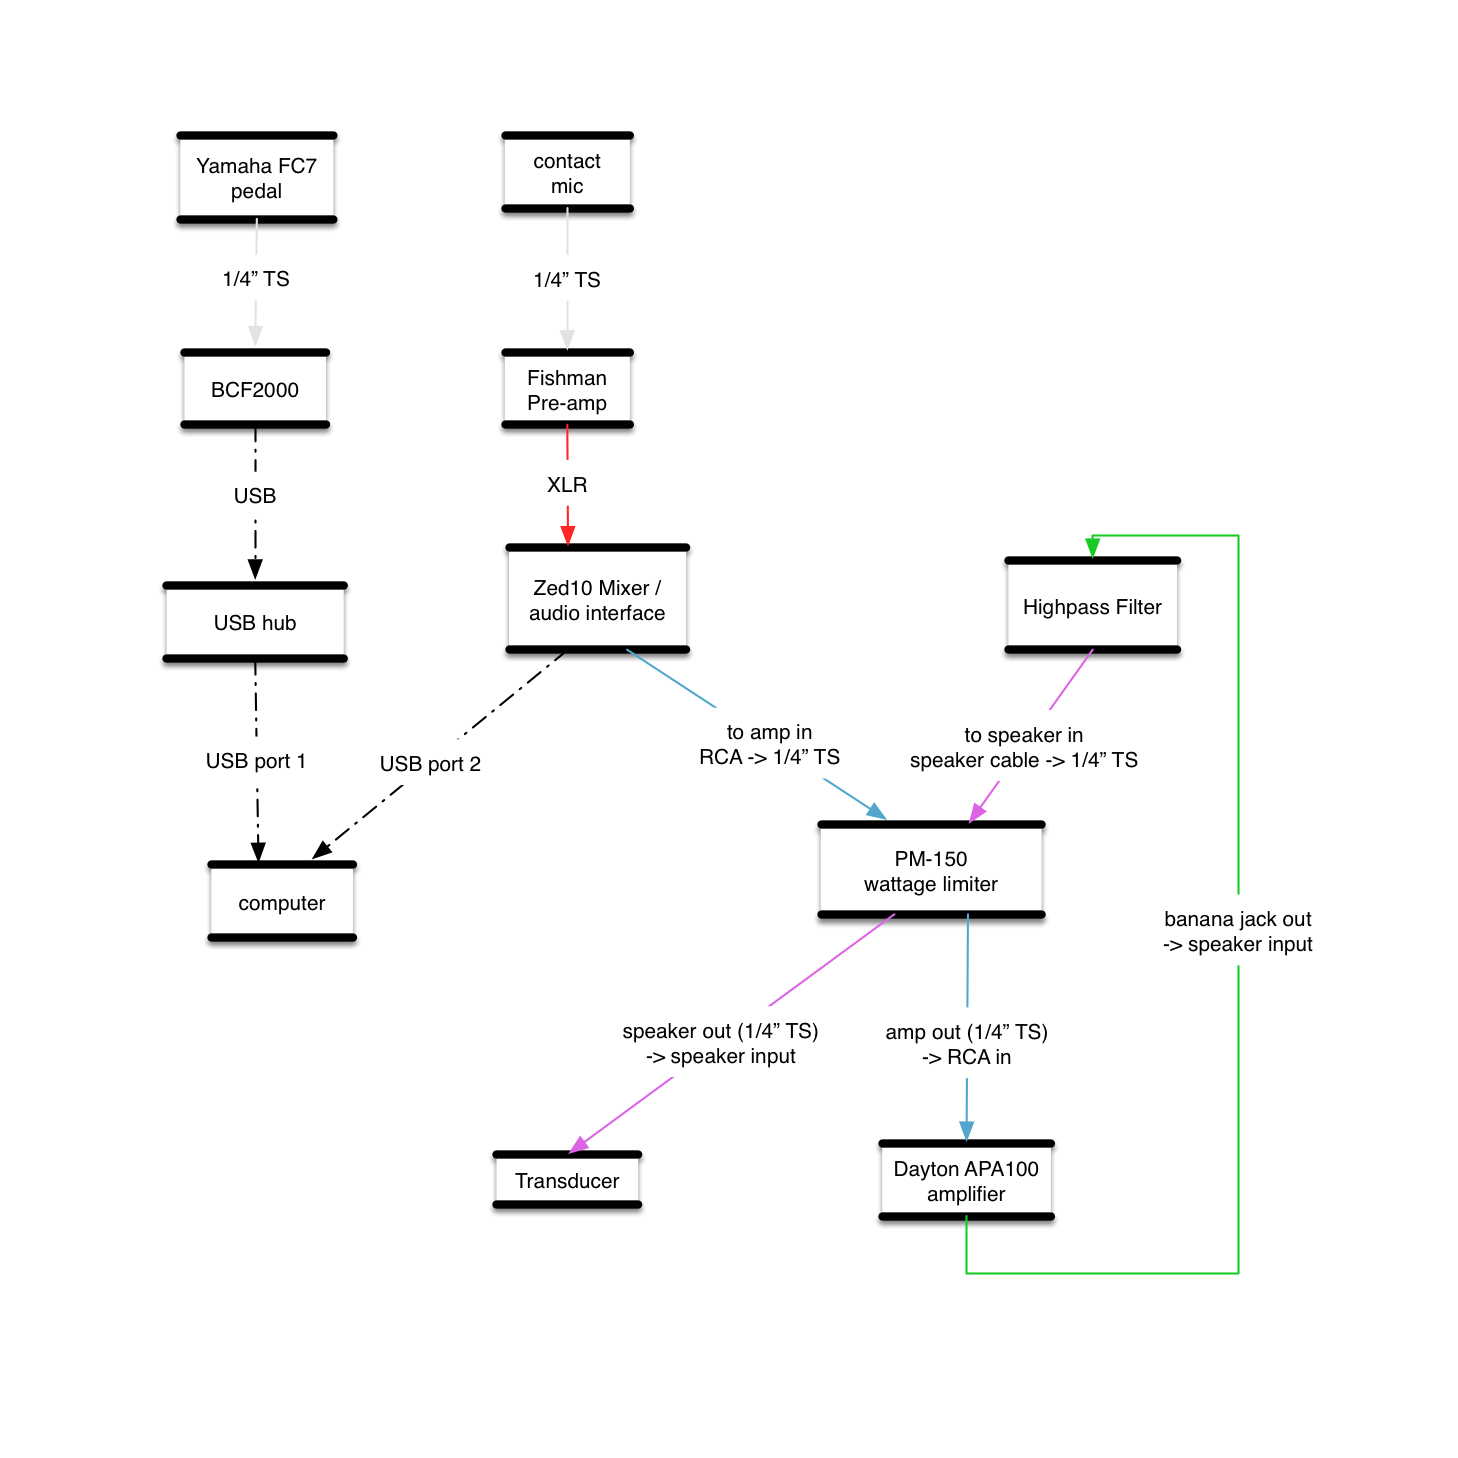 Yamaha FC7
pedal
contact
mic
1/4” TS
1/4” TS
BCF2000
Fishman
Pre-amp
USB
XLR
USB hub
Zed10 Mixer /
audio interface
Highpass Filter
USB port 1
USB port 2
to amp in
RCA -> 1/4” TS
to speaker in
speaker cable -> 1/4” TS
computer
PM-150
wattage limiter
banana jack out
-> speaker input
speaker out (1/4” TS)
-> speaker input
amp out (1/4” TS)
-> RCA in
Transducer
Dayton APA100
amplifier